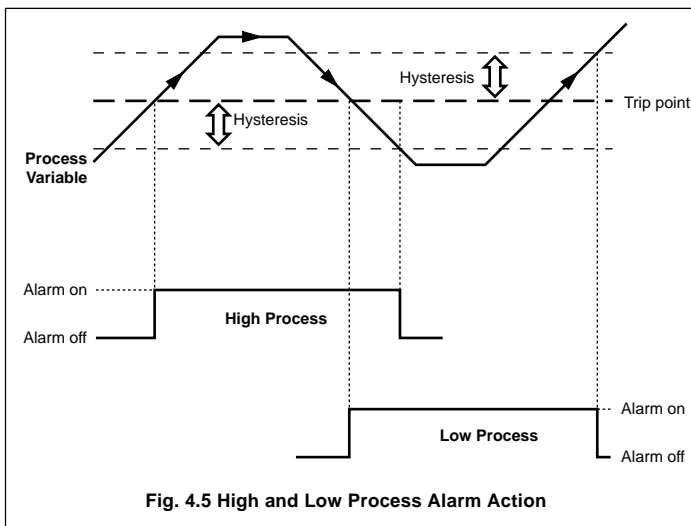 Hysteresis
Trip point
Hysteresis
Process
Variable
Alarm on
High Process
Alarm off
Alarm on
Low Process
Alarm off
Fig. 4.5 High and Low Process Alarm Action